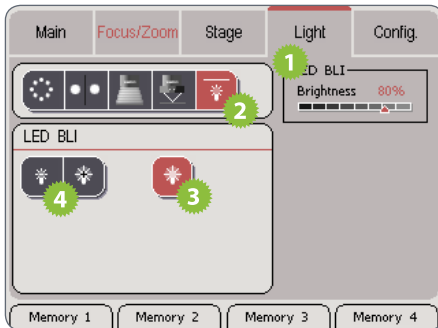 Main Focus/Zoom Stage Light Config.
1
LED BLI
Brightness 80%
2
LED BLI
4 3
Memory 1 Memory 2 Memory 3 Memory 4